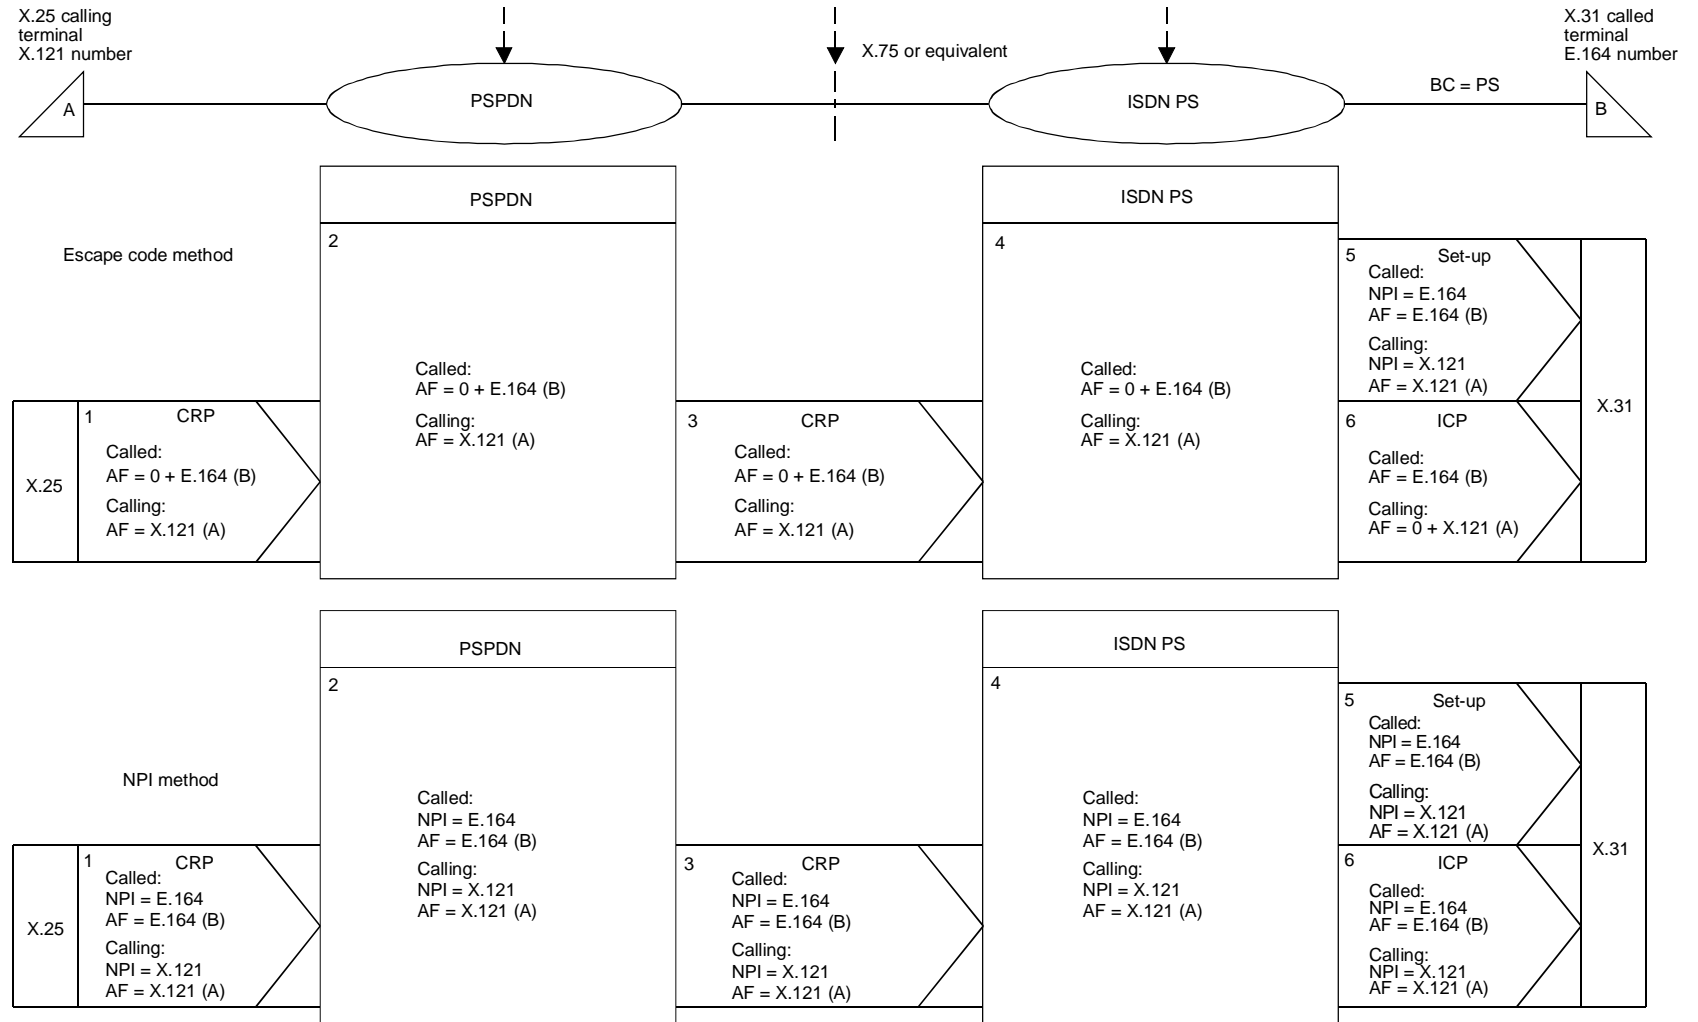 X.25 calling
terminal
X.121 number
A
PSPDN
X.75 or equivalent
ISDN PS
BC = PS
X.31 called
terminal
E.164 number
B
Escape code method
X.25
1 CRP
Called:
AF = 0 + E.164 (B)
Calling:
AF = X.121 (A)
PSPDN
2
Called:
AF = 0 + E.164 (B)
Calling:
AF = X.121 (A)
3 CRP
Called:
AF = 0 + E.164 (B)
Calling:
AF = X.121 (A)
ISDN PS
4
Called:
AF = 0 + E.164 (B)
Calling:
AF = X.121 (A)
5 Set-up
Called:
NPI = E.164
AF = E.164 (B)
Calling:
NPI = X.121
AF = X.121 (A)
6 ICP
Called:
AF = E.164 (B)
Calling:
AF = 0 + X.121 (A)
X.31
NPI method
X.25
1 CRP
Called:
NPI = E.164
AF = E.164 (B)
Calling:
NPI = X.121
AF = X.121 (A)
PSPDN
2
Called:
NPI = E.164
AF = E.164 (B)
Calling:
NPI = X.121
AF = X.121 (A)
3 CRP
Called:
NPI = E.164
AF = E.164 (B)
Calling:
NPI = X.121
AF = X.121 (A)
ISDN PS
4
Called:
NPI = E.164
AF = E.164 (B)
Calling:
NPI = X.121
AF = X.121 (A)
5 Set-up
Called:
NPI = E.164
AF = E.164 (B)
Calling:
NPI = X.121
AF = X.121 (A)
6 ICP
Called:
NPI = E.164
AF = E.164 (B)
Calling:
NPI = X.121
AF = X.121 (A)
X.31